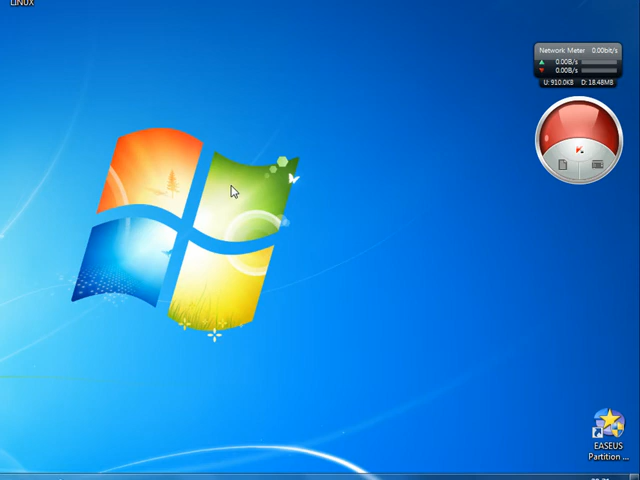 LINUX
Network Meter 0.00bit/s
0.00B/s
0.00B/s
U: 910.0KB D: 18.48MB
EASEUS
Partition ...